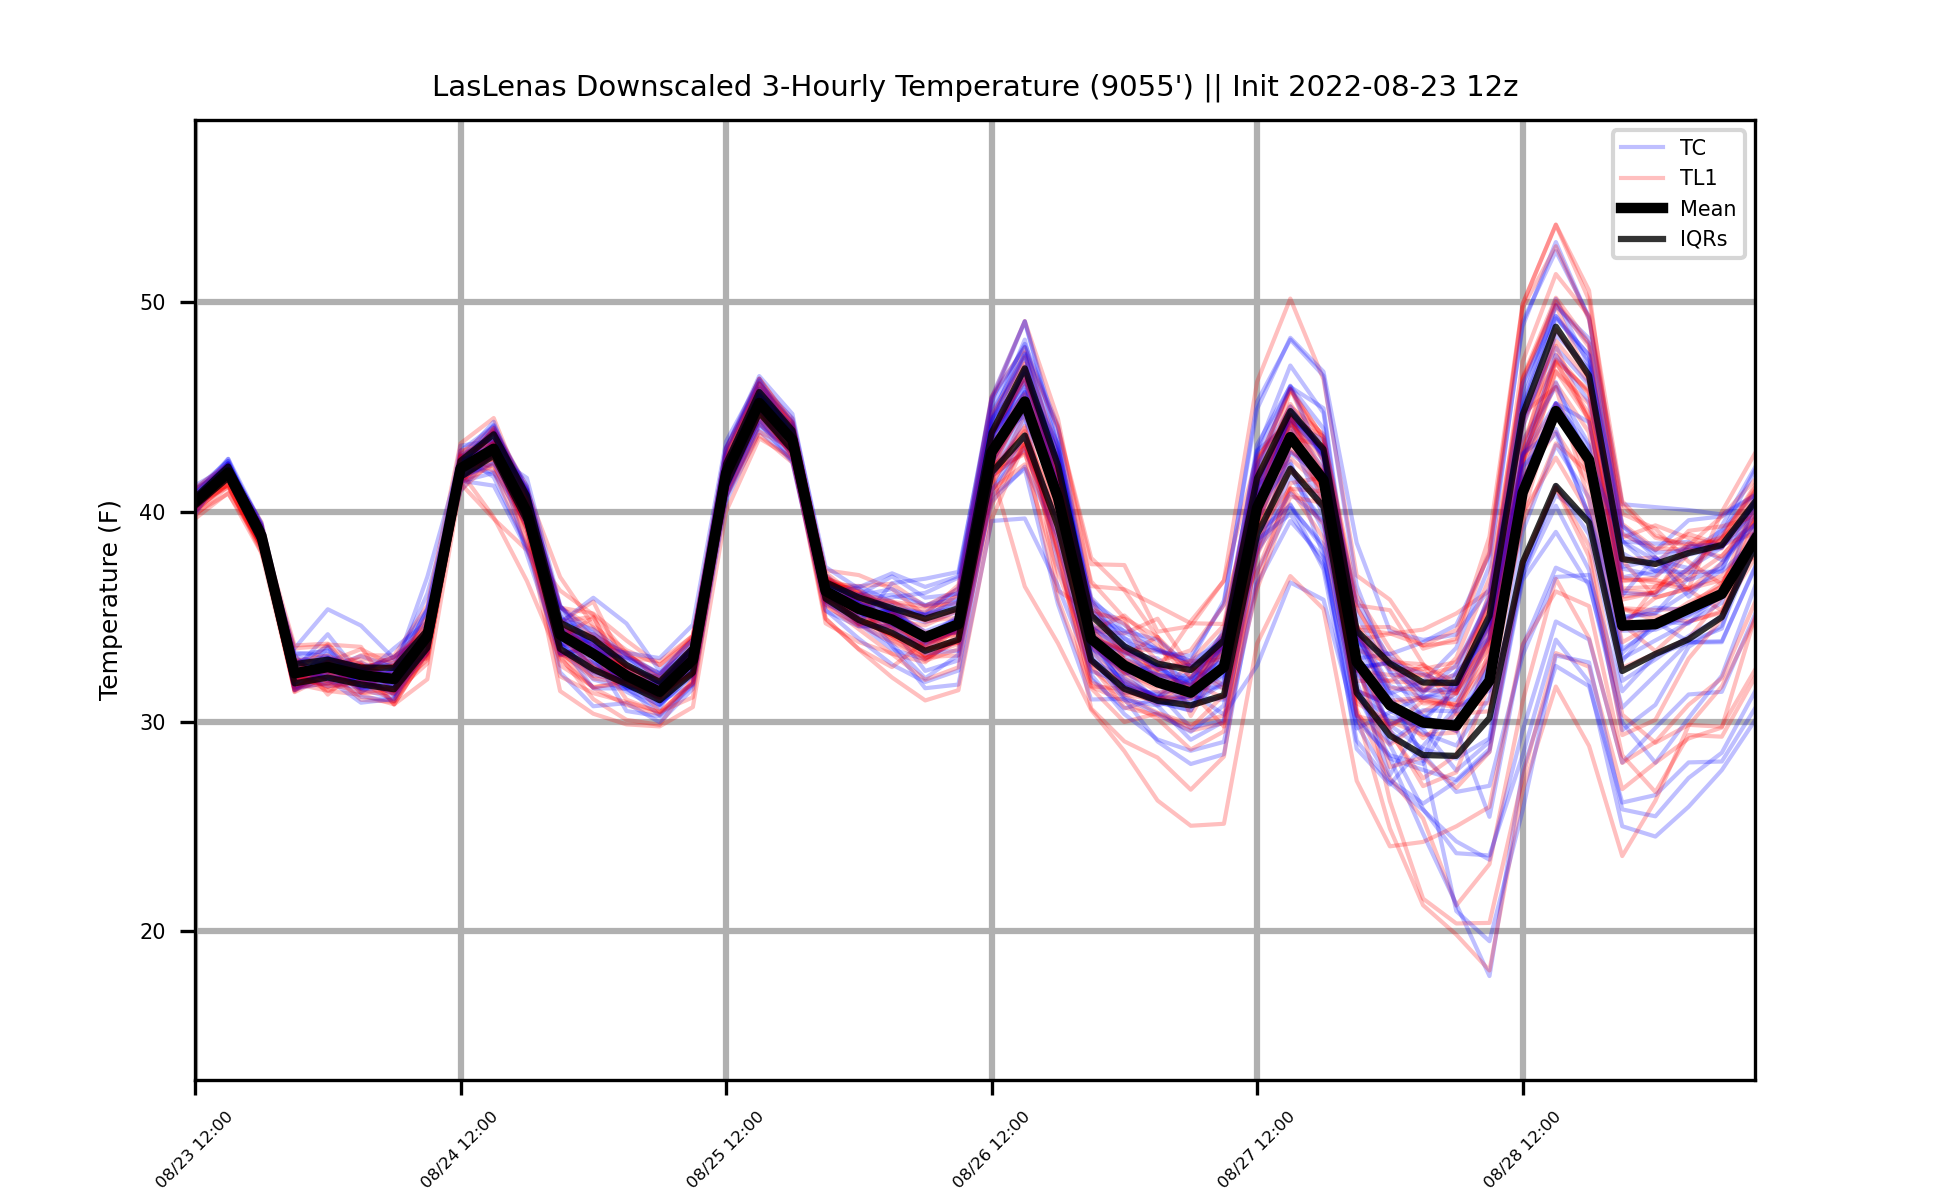 LasLenas Downscaled 3-Hourly Temperature (9055') || Init 2022-08-23 12z
TC
TL1
Mean
IQRs
Temperature (F)
50
40
30
20
08/23 12:00
08/24 12:00
08/25 12:00
08/26 12:00
08/27 12:00
08/28 12:00